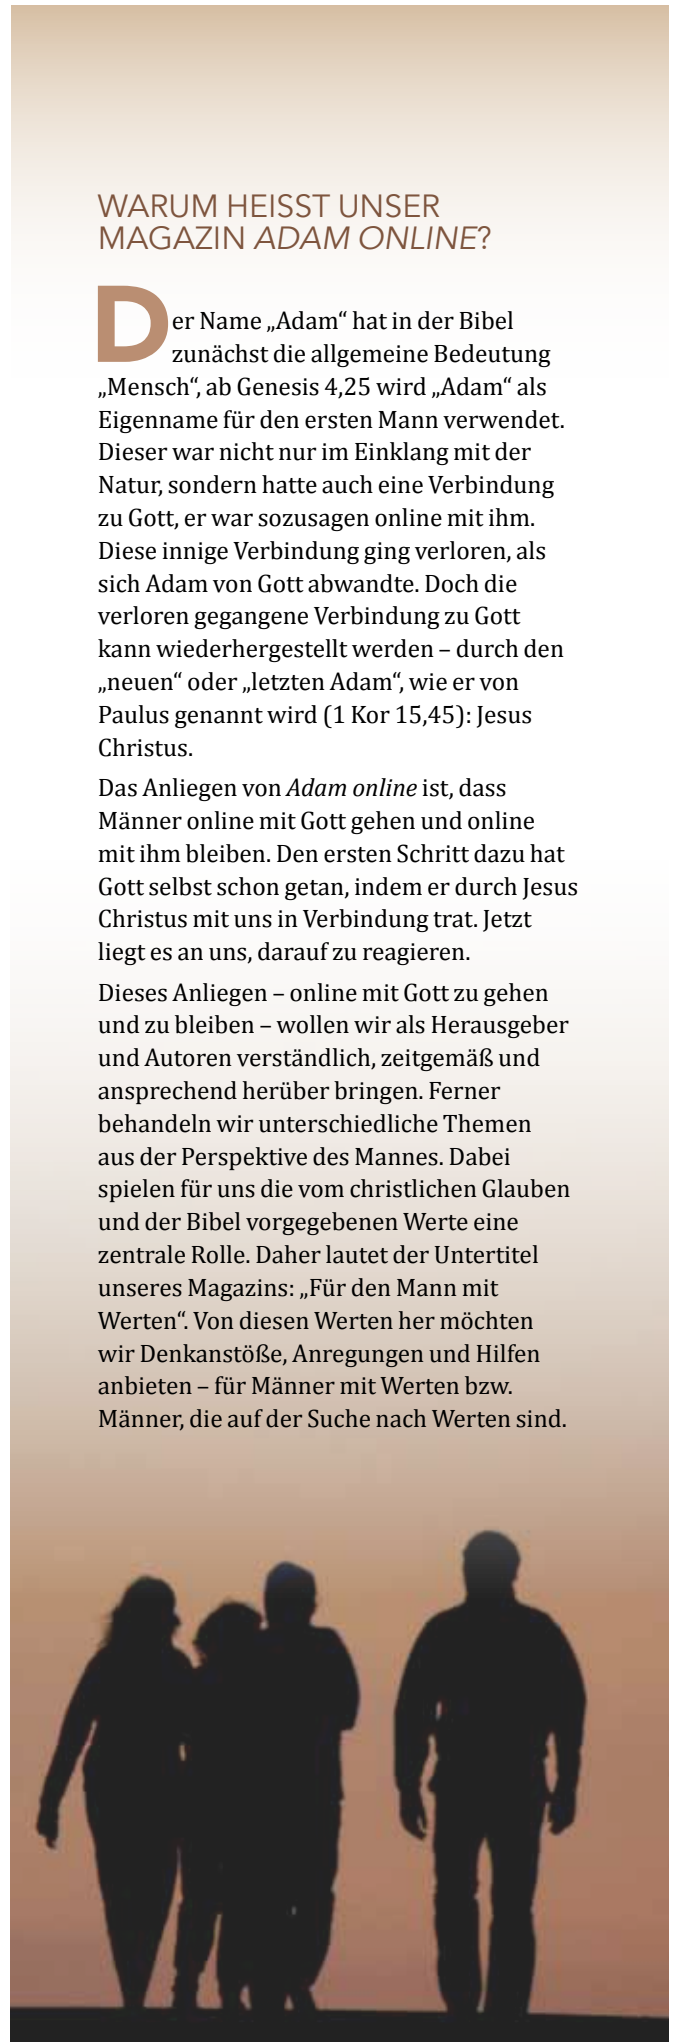 WARUM HEISST UNSER
MAGAZIN ADAM ONLINE?
Der Name „Adam“ hat in der Bibel
zunächst die allgemeine Bedeutung
„Mensch“, ab Genesis 4,25 wird „Adam“ als
Eigenname für den ersten Mann verwendet.
Dieser war nicht nur im Einklang mit der
Natur, sondern hatte auch eine Verbindung
zu Gott, er war sozusagen online mit ihm.
Diese innige Verbindung ging verloren, als
sich Adam von Gott abwandte. Doch die
verloren gegangene Verbindung zu Gott
kann wiederhergestellt werden – durch den
„neuen“ oder „letzten Adam“, wie er von
Paulus genannt wird (1 Kor 15,45): Jesus
Christus.
Das Anliegen von Adam online ist, dass
Männer online mit Gott gehen und online
mit ihm bleiben. Den ersten Schritt dazu hat
Gott selbst schon getan, indem er durch Jesus
Christus mit uns in Verbindung trat. Jetzt
liegt es an uns, darauf zu reagieren.
Dieses Anliegen – online mit Gott zu gehen
und zu bleiben – wollen wir als Herausgeber
und Autoren verständlich, zeitgemäß und
ansprechend herüber bringen. Ferner
behandeln wir unterschiedliche Themen
aus der Perspektive des Mannes. Dabei
spielen für uns die vom christlichen Glauben
und der Bibel vorgegebenen Werte eine
zentrale Rolle. Daher lautet der Untertitel
unseres Magazins: „Für den Mann mit
Werten“. Von diesen Werten her möchten
wir Denkanstöße, Anregungen und Hilfen
anbieten – für Männer mit Werten bzw.
Männer, die auf der Suche nach Werten sind.